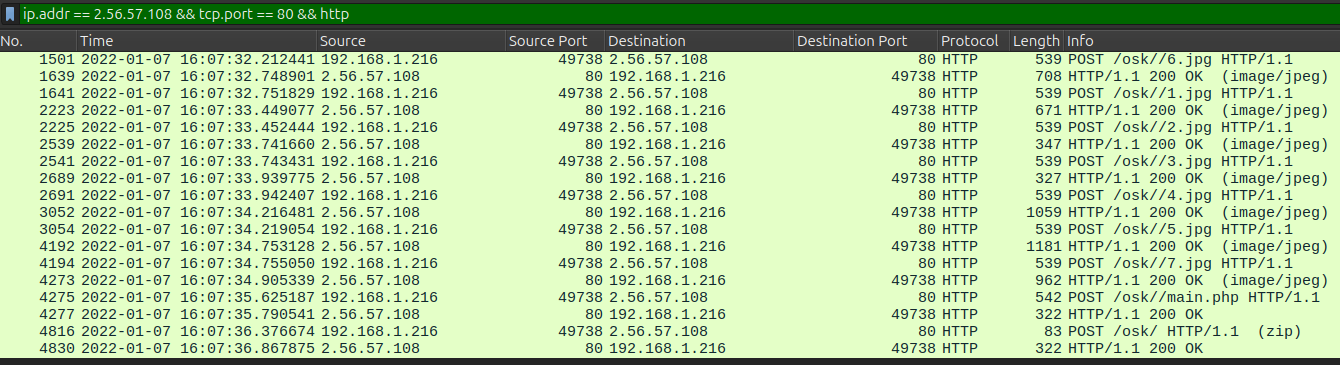 ip.addr == 2.56.57.108 && tcp.port == 80 && http
No. Time Source Source Port Destination Destination Port Protocol Length Info
1501 2022-01-07 16:07:32.212441 192.168.1.216 49738 2.56.57.108 80 HTTP 539 POST /osk//6.jpg HTTP/1.1
1639 2022-01-07 16:07:32.748901 2.56.57.108 80 192.168.1.216 49738 HTTP 708 HTTP/1.1 200 OK (image/jpeg)
1641 2022-01-07 16:07:32.751829 192.168.1.216 49738 2.56.57.108 80 HTTP 539 POST /osk//1.jpg HTTP/1.1
2223 2022-01-07 16:07:33.449077 2.56.57.108 80 192.168.1.216 49738 HTTP 671 HTTP/1.1 200 OK (image/jpeg)
2225 2022-01-07 16:07:33.452444 192.168.1.216 49738 2.56.57.108 80 HTTP 539 POST /osk//2.jpg HTTP/1.1
2539 2022-01-07 16:07:33.741660 2.56.57.108 80 192.168.1.216 49738 HTTP 347 HTTP/1.1 200 OK (image/jpeg)
2541 2022-01-07 16:07:33.743431 192.168.1.216 49738 2.56.57.108 80 HTTP 539 POST /osk//3.jpg HTTP/1.1
2689 2022-01-07 16:07:33.939775 2.56.57.108 80 192.168.1.216 49738 HTTP 327 HTTP/1.1 200 OK (image/jpeg)
2691 2022-01-07 16:07:33.942407 192.168.1.216 49738 2.56.57.108 80 HTTP 539 POST /osk//4.jpg HTTP/1.1
3052 2022-01-07 16:07:34.216481 2.56.57.108 80 192.168.1.216 49738 HTTP 1059 HTTP/1.1 200 OK (image/jpeg)
3054 2022-01-07 16:07:34.219054 192.168.1.216 49738 2.56.57.108 80 HTTP 539 POST /osk//5.jpg HTTP/1.1
4192 2022-01-07 16:07:34.753128 2.56.57.108 80 192.168.1.216 49738 HTTP 1181 HTTP/1.1 200 OK (image/jpeg)
4194 2022-01-07 16:07:34.755050 192.168.1.216 49738 2.56.57.108 80 HTTP 539 POST /osk//7.jpg HTTP/1.1
4273 2022-01-07 16:07:34.905339 2.56.57.108 80 192.168.1.216 49738 HTTP 962 HTTP/1.1 200 OK (image/jpeg)
4275 2022-01-07 16:07:35.625187 192.168.1.216 49738 2.56.57.108 80 HTTP 542 POST /osk//main.php HTTP/1.1
4277 2022-01-07 16:07:35.790541 2.56.57.108 80 192.168.1.216 49738 HTTP 322 HTTP/1.1 200 OK
4816 2022-01-07 16:07:36.376674 192.168.1.216 49738 2.56.57.108 80 HTTP 83 POST /osk/ HTTP/1.1 (zip)
4830 2022-01-07 16:07:36.867875 2.56.57.108 80 192.168.1.216 49738 HTTP 322 HTTP/1.1 200 OK